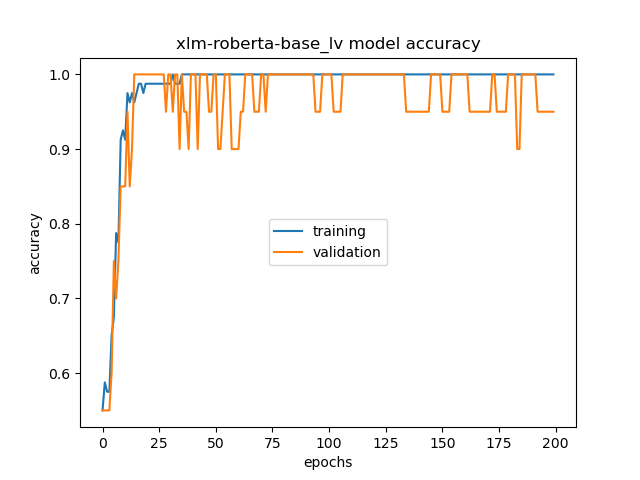 xlm-roberta-base_lv model accuracy
1.0
0.9
0.8
0.7
0.6
accuracy
training
validation
0 25 50 75 100 125 150 175 200
epochs